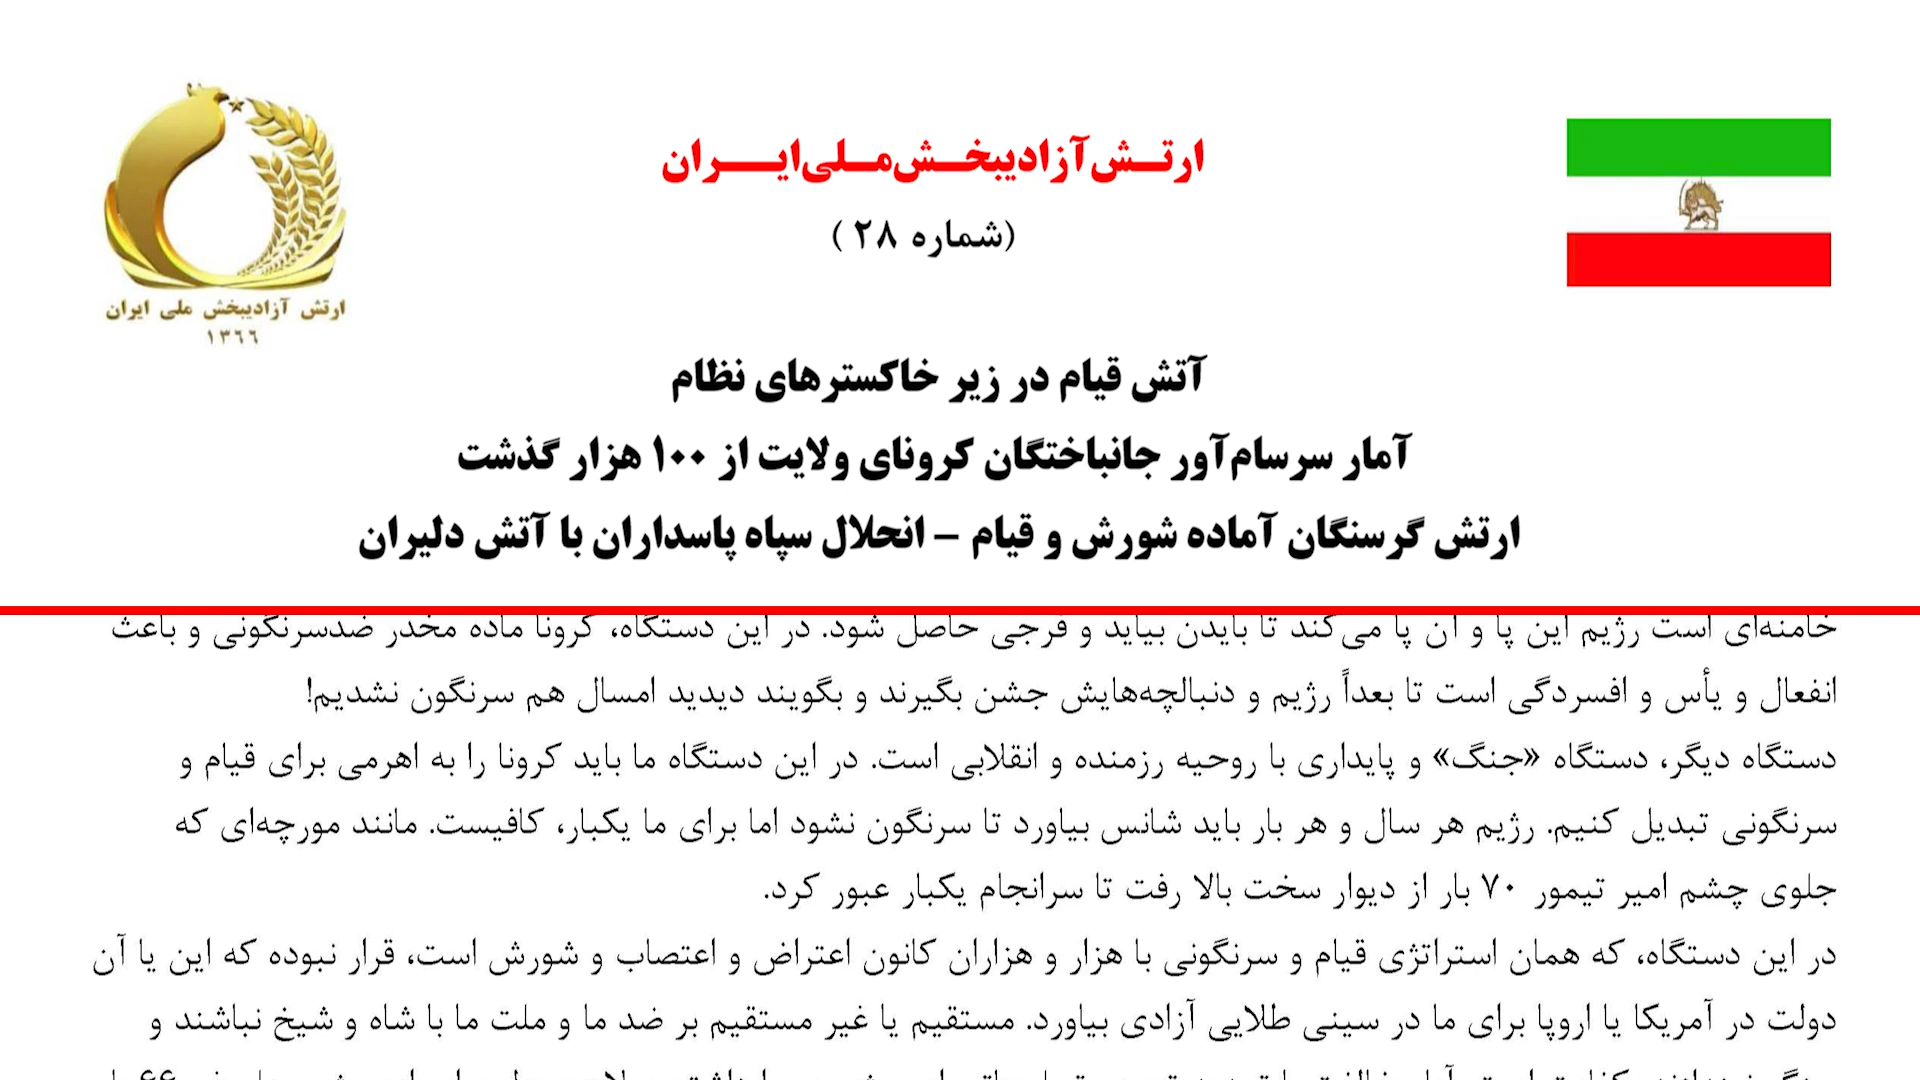 ارتش آزادیبخش ملی ایران
۱۳۶۶
ارتــش‌آزادیبخــش‌مــلی‌ایــــران
(شماره ۲۸ )
آتش قیام در زیر خاکسترهای نظام
آمار سرسام‌آور جانباختگان کرونای ولایت از ۱۰۰ هزار گذشت
ارتش گرسنگان آماده شورش و قیام – انحلال سپاه پاسداران با آتش دلیران
خامنه‌ای است رژیم این پا و آن پا می‌کند تا بایدن بیاید و فرجی حاصل شود. در این دستگاه، کرونا ماده مخدر ضدسرنگونی و باعث
انفعال و یأس و افسردگی است تا بعداً رژیم و دنبالچه‌هایش جشن بگیرند و بگویند دیدید امسال هم سرنگون نشدیم!
دستگاه دیگر، دستگاه «جنگ» و پایداری با روحیه رزمنده و انقلابی است. در این دستگاه ما باید کرونا را به اهرمی برای قیام و
سرنگونی تبدیل کنیم. رژیم هر سال و هر بار باید شانس بیاورد تا سرنگون نشود اما برای ما یکبار، کافیست. مانند مورچه‌ای که
جلوی چشم امیر تیمور ۷۰ بار از دیوار سخت بالا رفت تا سرانجام یکبار عبور کرد.
در این دستگاه، که همان استراتژی قیام و سرنگونی با هزار و هزاران کانون اعتراض و اعتصاب و شورش است، قرار نبوده که این یا آن
دولت در آمریکا یا اروپا برای ما در سینی طلایی آزادی بیاورد. مستقیم یا غیر مستقیم بر ضد ما و ملت ما با شاه و شیخ نباشند و